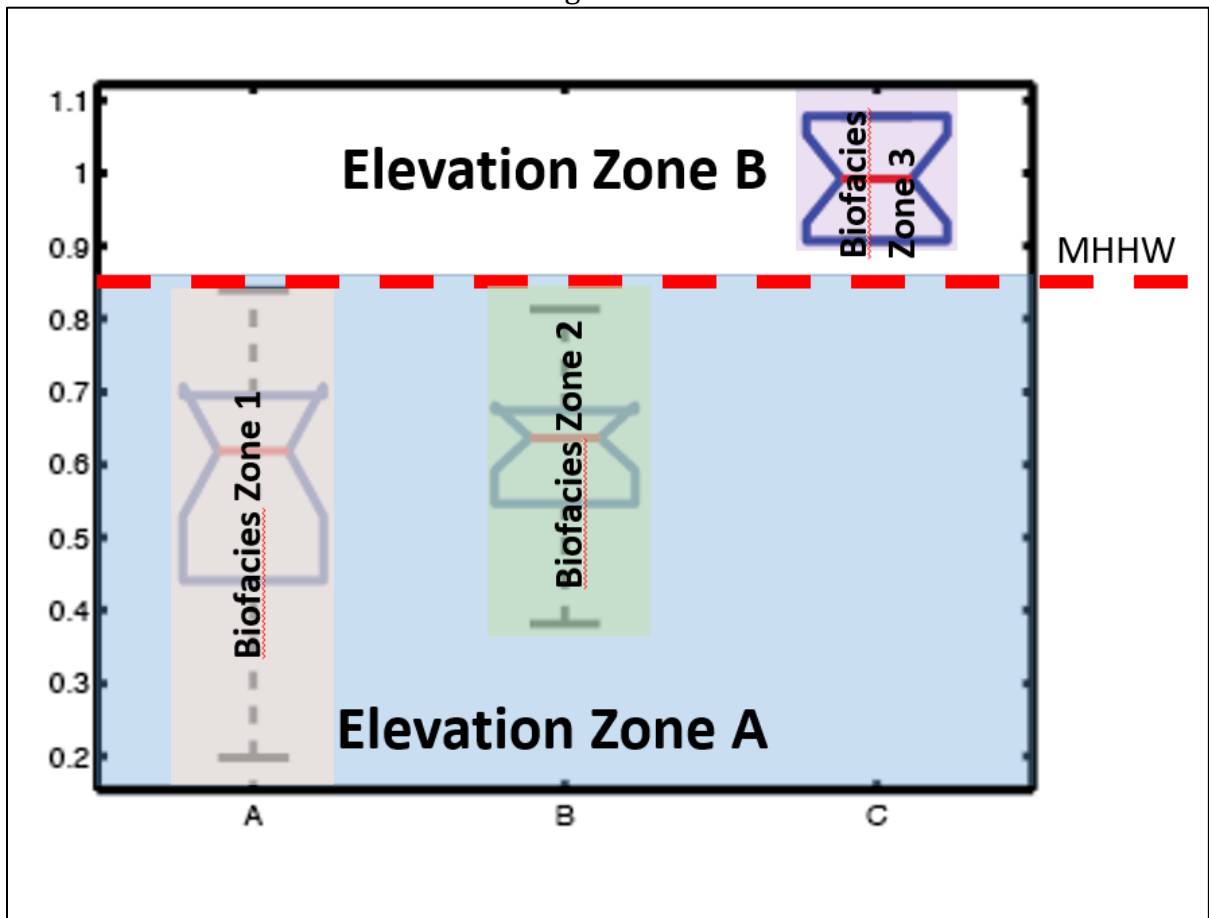 1.1
1
0.9
0.8
0.7
0.6
0.5
0.4
0.3
0.2
Elevation Zone B
Biofacies
Zone 3
MHHW
Biofacies Zone 1
Biofacies Zone 2
Elevation Zone A
A
B
C